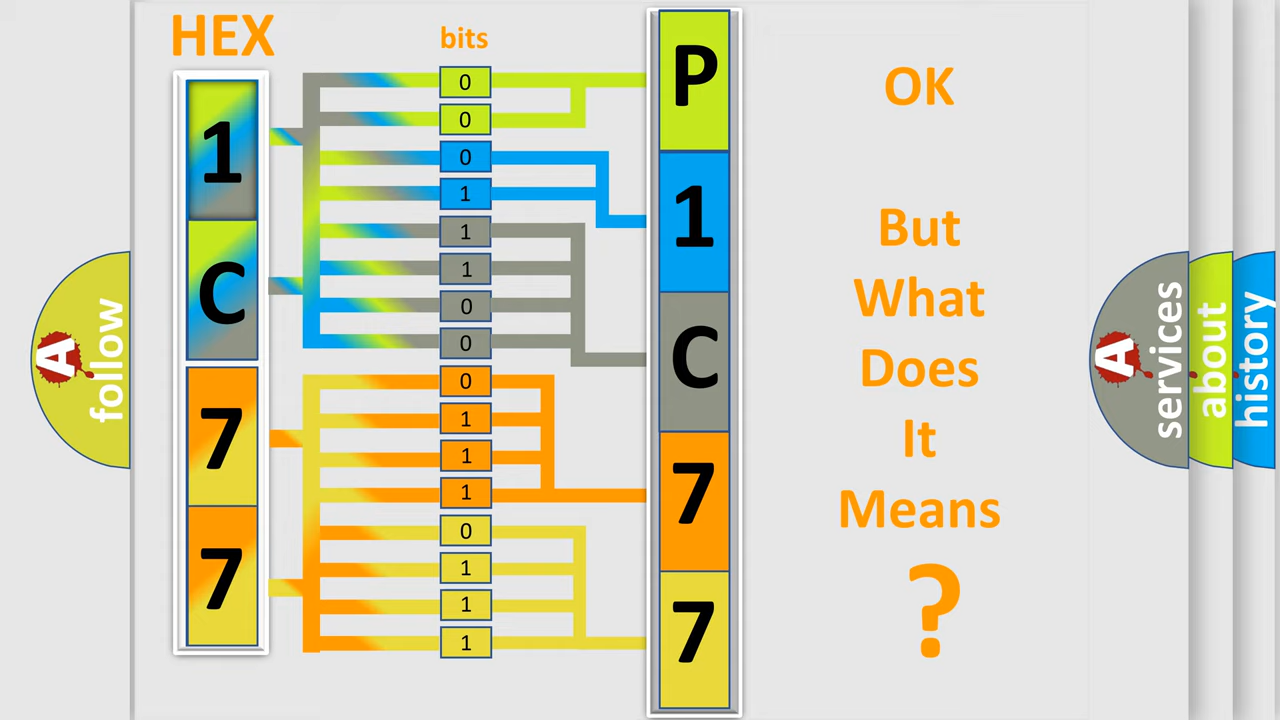 HEX
bits
1
C
7
7
0
0
0
1
1
1
0
0
0
1
1
1
0
1
1
1
P
1
C
7
7
OK
But
What
Does
It
Means
?
A
follow
A
services
about
history